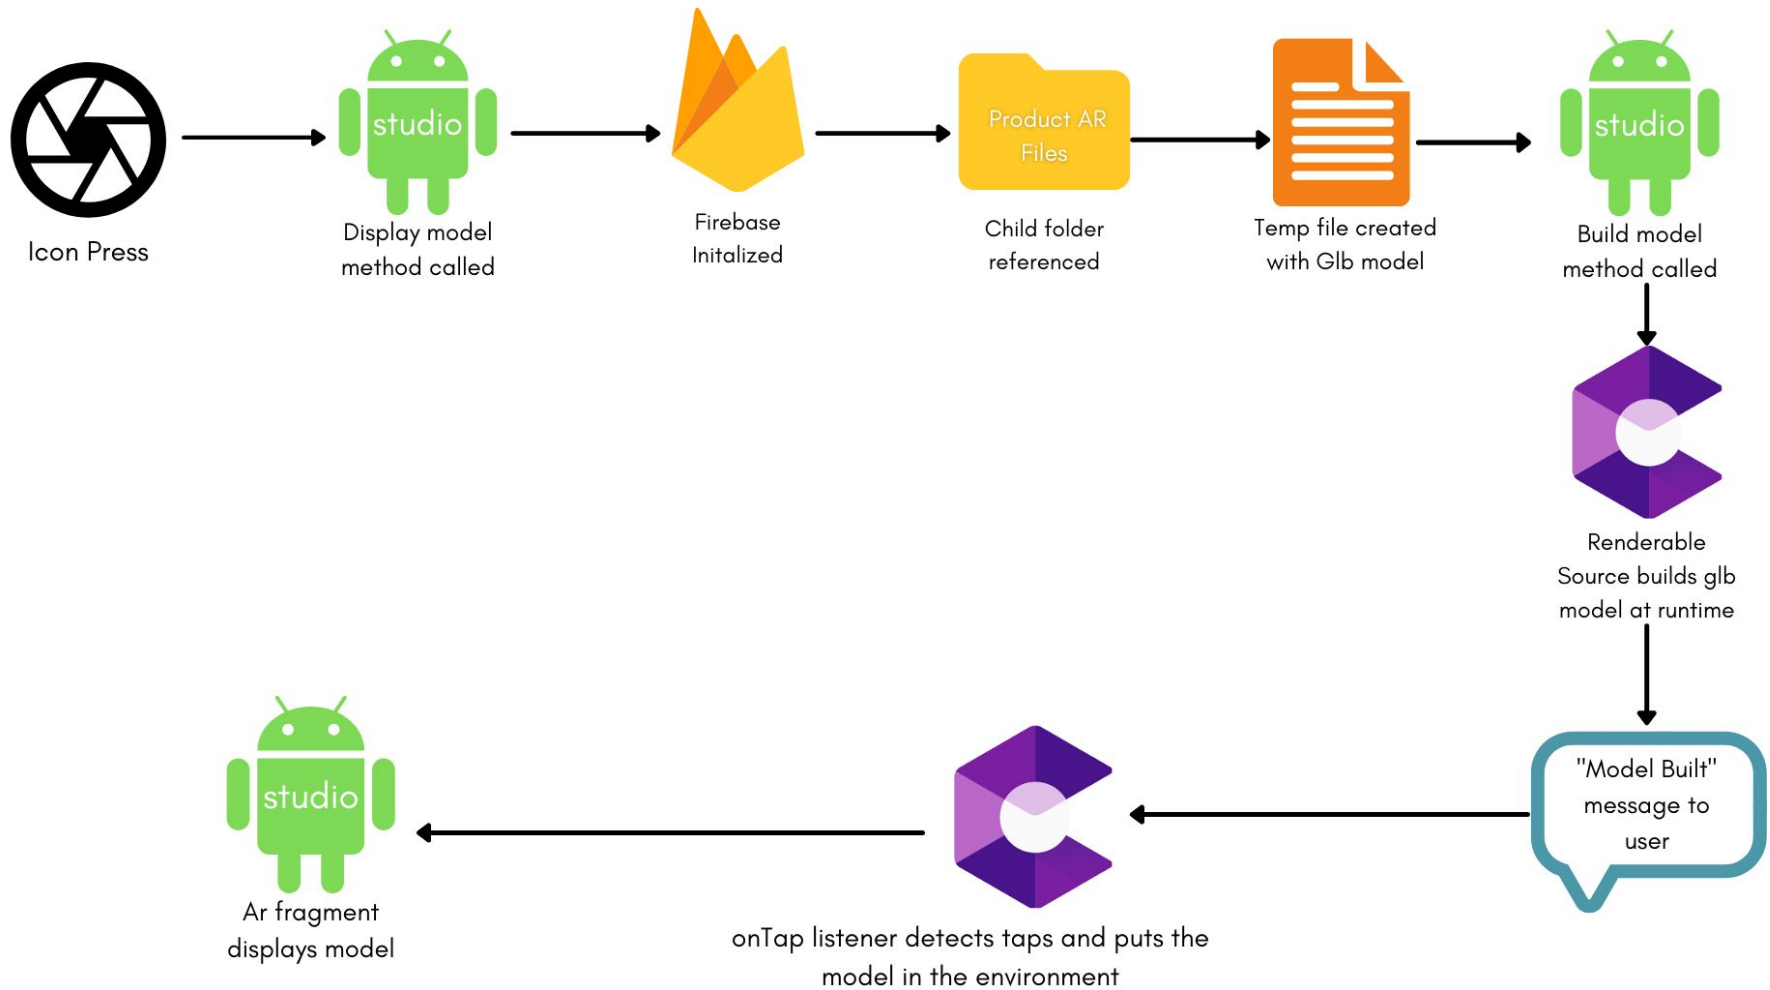 studio
studio
Product AR
Files
Icon Press
Display model
method called
Firebase
Initalized
Child folder
referenced
Temp file created
with Glb model
Build model
method called
Renderable
Source builds glb
model at runtime
"Model Built"
message to
user
studio
Ar fragment
displays model
onTap listener detects taps and puts the
model in the environment